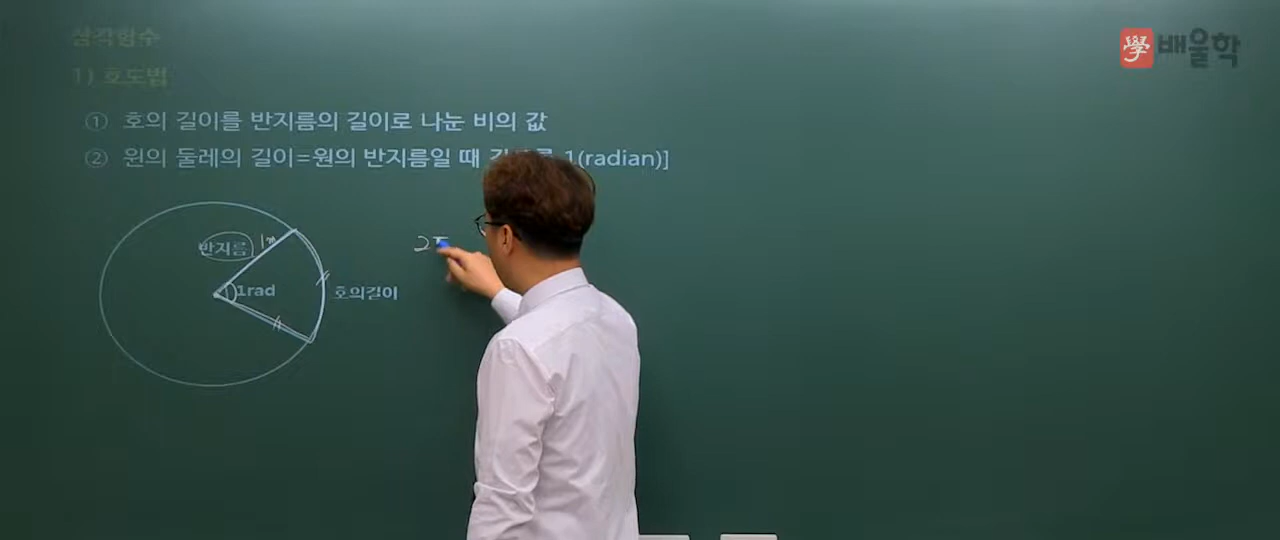 삼각함수
1) 호도법
① 호의 길이를 반지름의 길이로 나눈 비의 값
② 원의 둘레의 길이=원의 반지름일 때 1(radian)]
반지름 1m
1rad
호의길이
2π
學 배울학